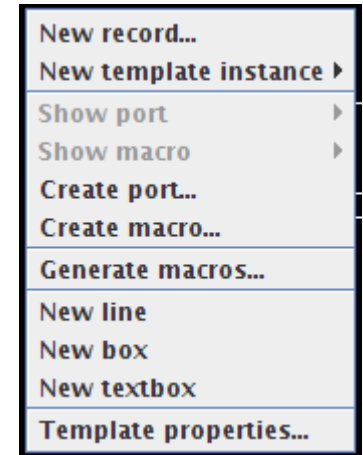 New record...
New template instance
Show port
Show macro
Create port...
Create macro...
Generate macros...
New line
New box
New textbox
Template properties...